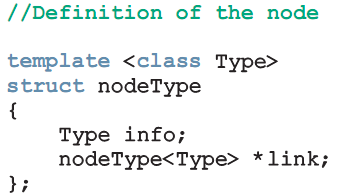 //Definition of the node
template <class Type>
struct nodeType
{
Type info;
nodeType<Type> *link;
};